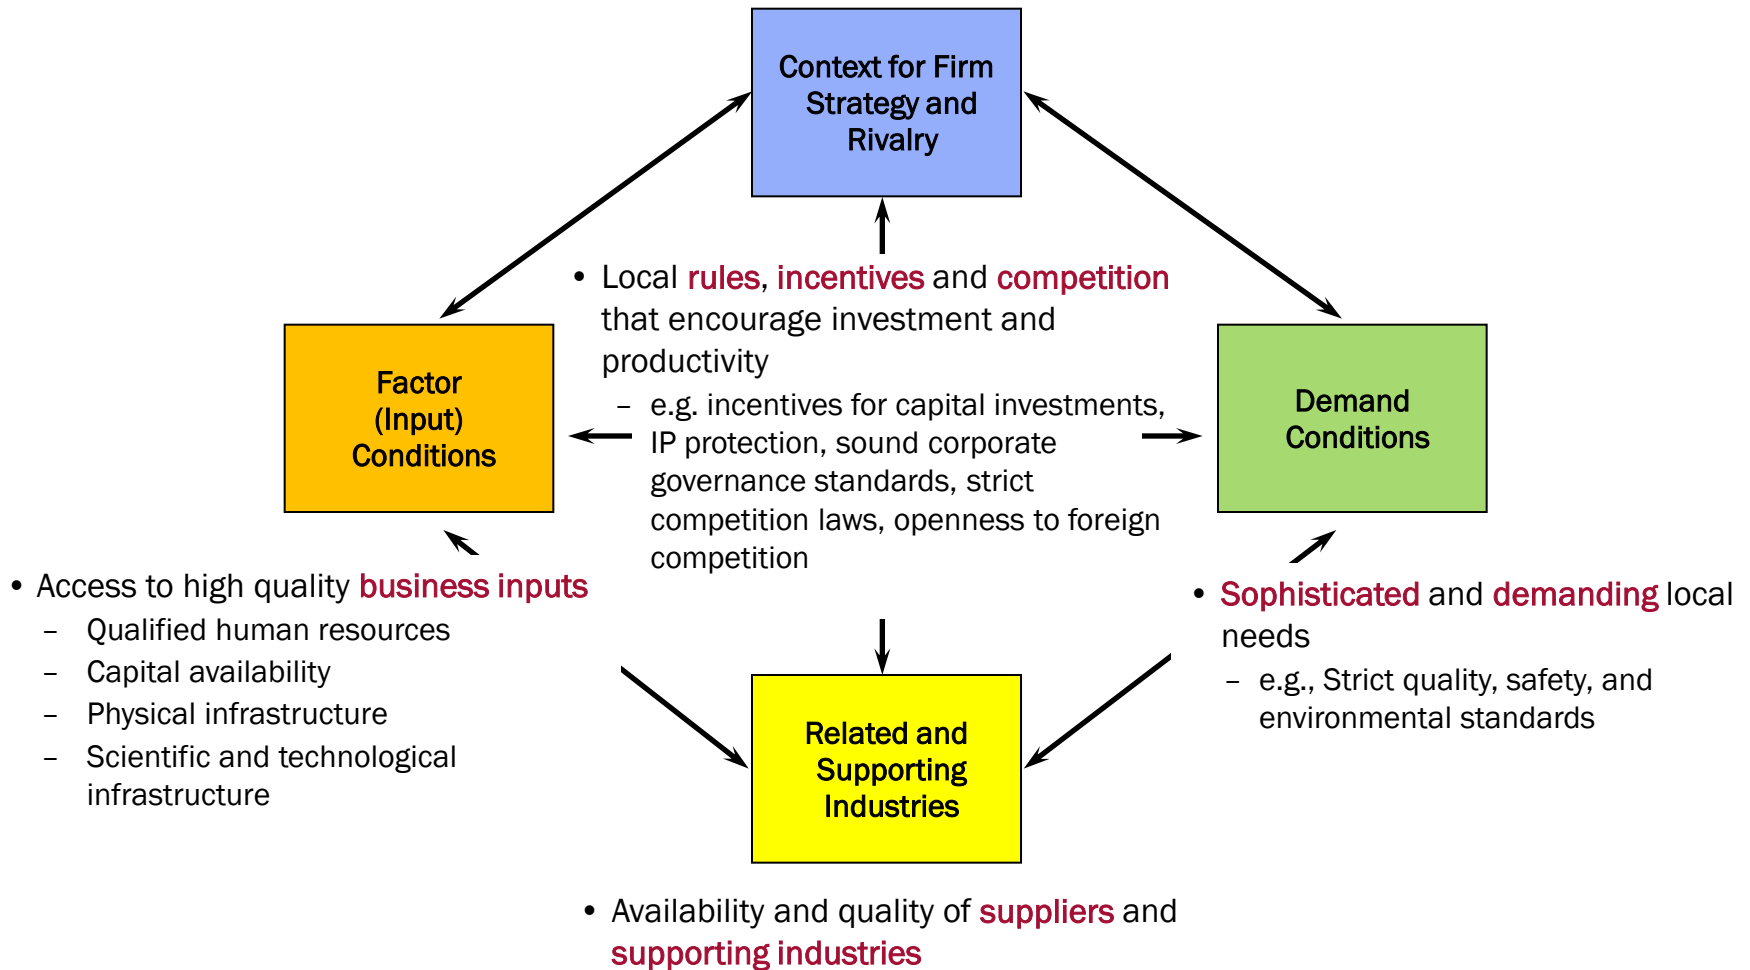 Context for Firm
Strategy and
Rivalry
• Local rules, incentives and competition
that encourage investment and
productivity
– e.g. incentives for capital investments,
IP protection, sound corporate
governance standards, strict
competition laws, openness to foreign
competition
Factor
(Input)
Conditions
Demand
Conditions
• Access to high quality business inputs
– Qualified human resources
– Capital availability
– Physical infrastructure
– Scientific and technological
infrastructure
• Sophisticated and demanding local
needs
– e.g., Strict quality, safety, and
environmental standards
Related and
Supporting
Industries
• Availability and quality of suppliers and
supporting industries